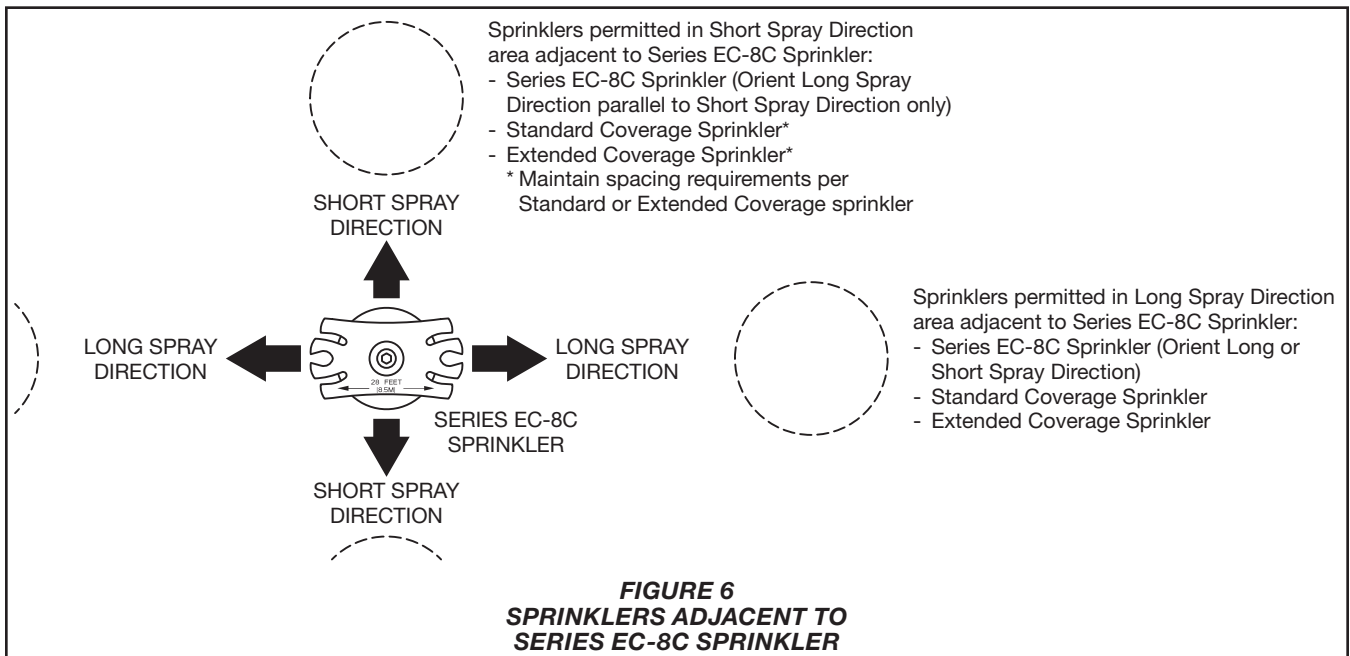 Sprinklers permitted in Short Spray Direction
area adjacent to Series EC-8C Sprinkler:
- Series EC-8C Sprinkler (Orient Long Spray
Direction parallel to Short Spray Direction only)
- Standard Coverage Sprinkler*
- Extended Coverage Sprinkler*
* Maintain spacing requirements per
Standard or Extended Coverage sprinkler
SHORT SPRAY
DIRECTION
LONG SPRAY
DIRECTION
28 FEET
(8.5M)
LONG SPRAY
DIRECTION
SERIES EC-8C
SPRINKLER
SHORT SPRAY
DIRECTION
Sprinklers permitted in Long Spray Direction
area adjacent to Series EC-8C Sprinkler:
- Series EC-8C Sprinkler (Orient Long or
Short Spray Direction)
- Standard Coverage Sprinkler
- Extended Coverage Sprinkler
FIGURE 6
SPRINKLERS ADJACENT TO
SERIES EC-8C SPRINKLER